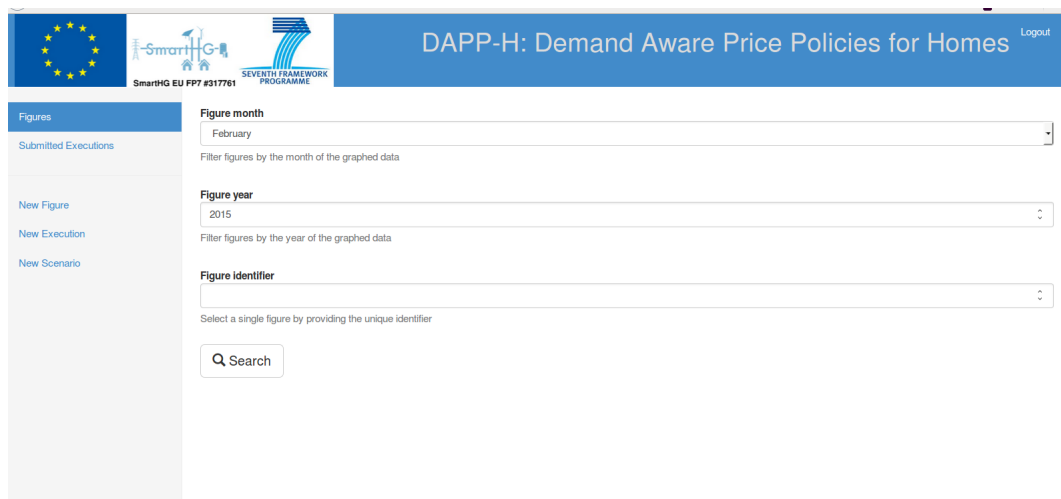 DAPP-H: Demand Aware Price Policies for Homes
Logout
SmartHG
SmartHG EU FP7 #317761
SEVENTH FRAMEWORK
PROGRAMME
Figures
Submitted Executions
New Figure
New Execution
New Scenario
Figure month
February
Filter figures by the month of the graphed data
Figure year
2015
Filter figures by the year of the graphed data
Figure identifier
Select a single figure by providing the unique identifier
Search